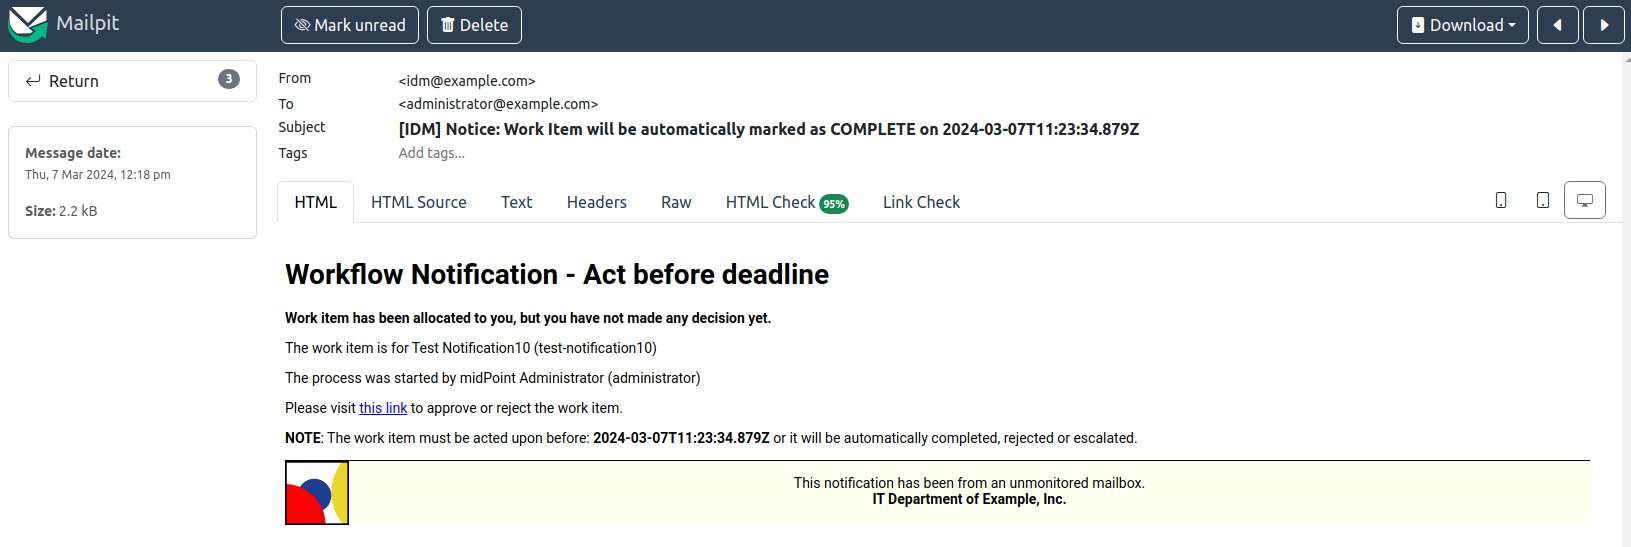 Mailpit
Mark unread
Delete
Download
Return
3
From
<idm@example.com>
To
<administrator@example.com>
Subject
[IDM] Notice: Work Item will be automatically marked as COMPLETE on 2024-03-07T11:23:34.879Z
Tags
Add tags...
Message date:
Thu, 7 Mar 2024, 12:18 pm
Size: 2.2 kB
HTML
HTML Source
Text
Headers
Raw
HTML Check 95%
Link Check
Workflow Notification - Act before deadline
Work item has been allocated to you, but you have not made any decision yet.
The work item is for Test Notification10 (test-notification10)
The process was started by midPoint Administrator (administrator)
Please visit this link to approve or reject the work item.
NOTE: The work item must be acted upon before: 2024-03-07T11:23:34.879Z or it will be automatically completed, rejected or escalated.
This notification has been from an unmonitored mailbox.
IT Department of Example, Inc.